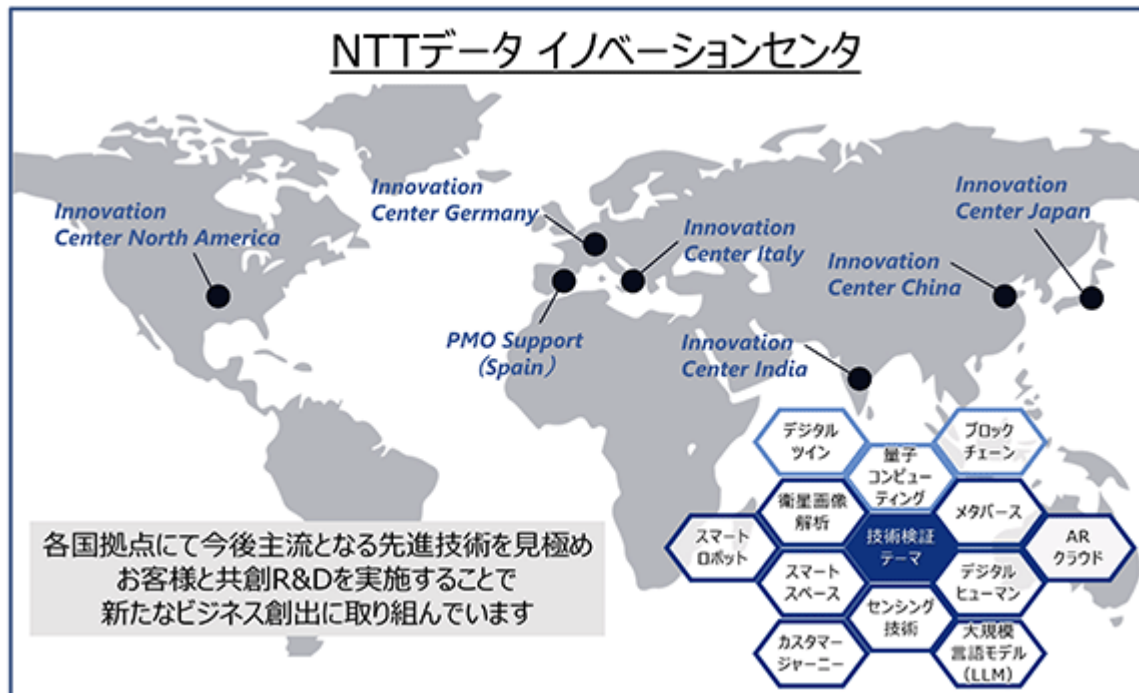 NTTデータ イノベーションセンタ
Innovation
Center North America
Innovation
Center Germany
Innovation
Center Italy
PMO Support
(Spain）
Innovation
Center India
Innovation
Center China
Innovation
Center Japan
各国拠点にて今後主流となる先進技術を見極め
お客様と共創R&Dを実施することで
新たなビジネス創出に取り組んでいます
デジタル
ツイン
量子
コンピュー
ティング
ブロック
チェーン
衛星画像
解析
メタバース
スマート
ロボット
技術検証
テーマ
AR
クラウド
スマート
スペース
デジタル
ヒューマン
センシング
技術
カスタマー
ジャーニー
大規模
言語モデル
（LLM）